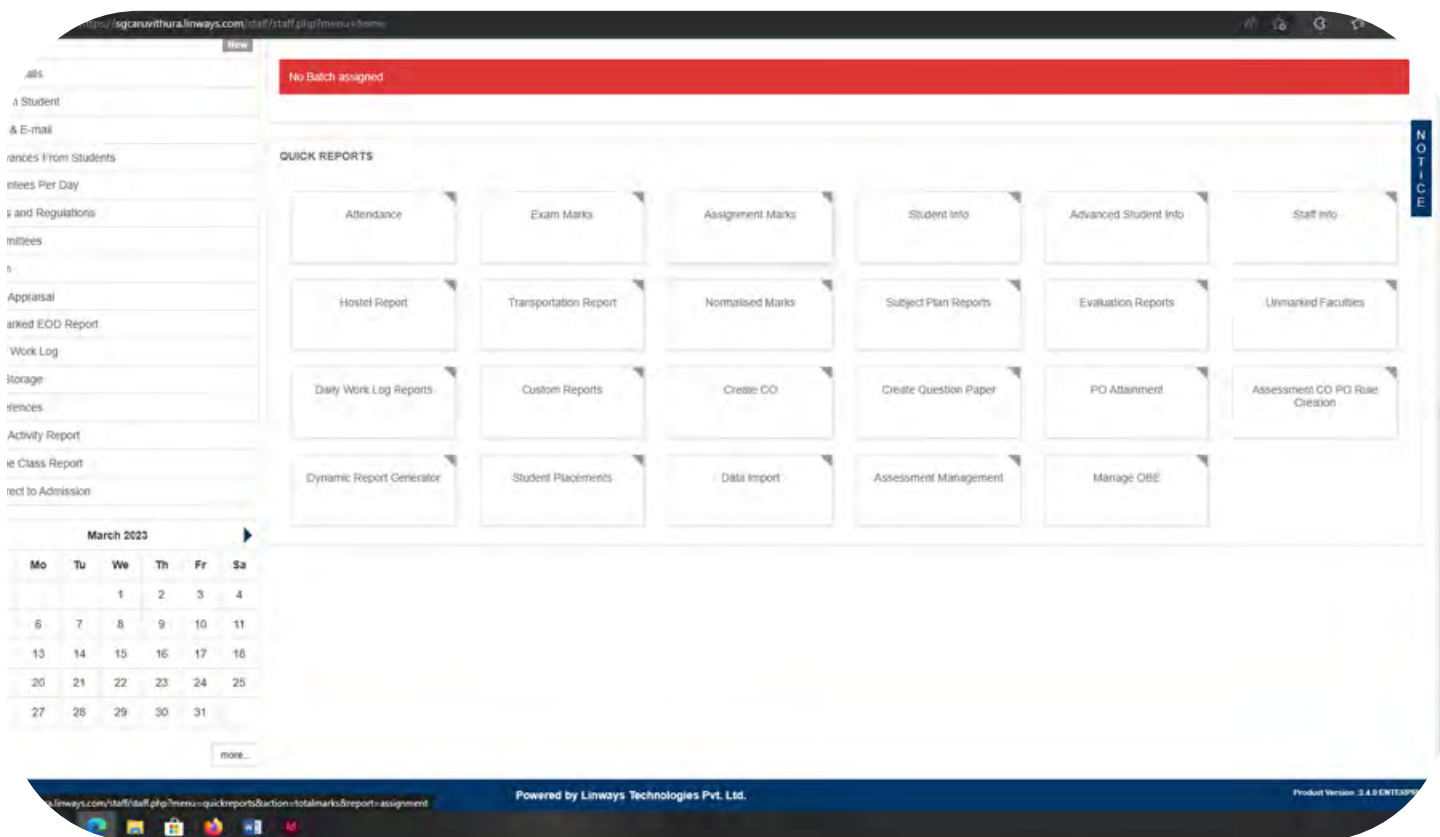 sgcaruvithura.linways.com/staff/staff.php?menu=home
New
No Batch assigned
Student
& E-mail
From Students
Per Day
and Regulations
Appraisal
EOD Report
Work Log
Storage
Activity Report
Class Report
to Admission
QUICK REPORTS
Attendance
Exam Marks
Assignment Marks
Student Info
Advanced Student Info
Staff Info
Hostel Report
Transportation Report
Normalised Marks
Subject Plan Reports
Evaluation Reports
Unmarked Faculties
Daily Work Log Reports
Custom Reports
Create CO
Create Question Paper
PO Attainment
Assessment CO PO Rule
Creation
Dynamic Report Generator
Student Placements
Data Import
Assessment Management
Manage OBE
NOTICE
March 2023
Mo Tu We Th Fr Sa
1 2 3 4
6 7 8 9 10 11
13 14 15 16 17 18
20 21 22 23 24 25
27 28 29 30 31
more...
linways.com/staff/staff.php?menu=quickreports&action=totalmarks&report=assignment
Powered by Linways Technologies Pvt. Ltd.
Product Version 3.4.0